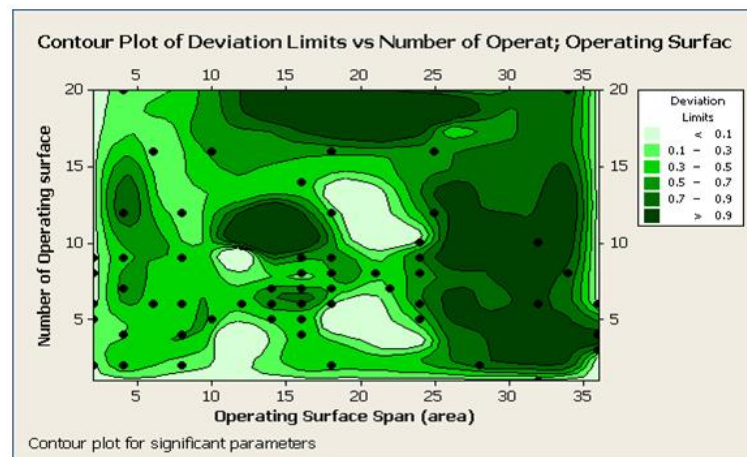 Contour Plot of Deviation Limits vs Number of Operat; Operating Surfac
5 10 15 20 25 30 35
20 20
15 15
10 10
5 5
5 10 15 20 25 30 35
Number of Operating surface
Operating Surface Span (area)
Deviation
Limits
< 0.1
0.1 – 0.3
0.3 – 0.5
0.5 – 0.7
0.7 – 0.9
> 0.9
Contour plot for significant parameters